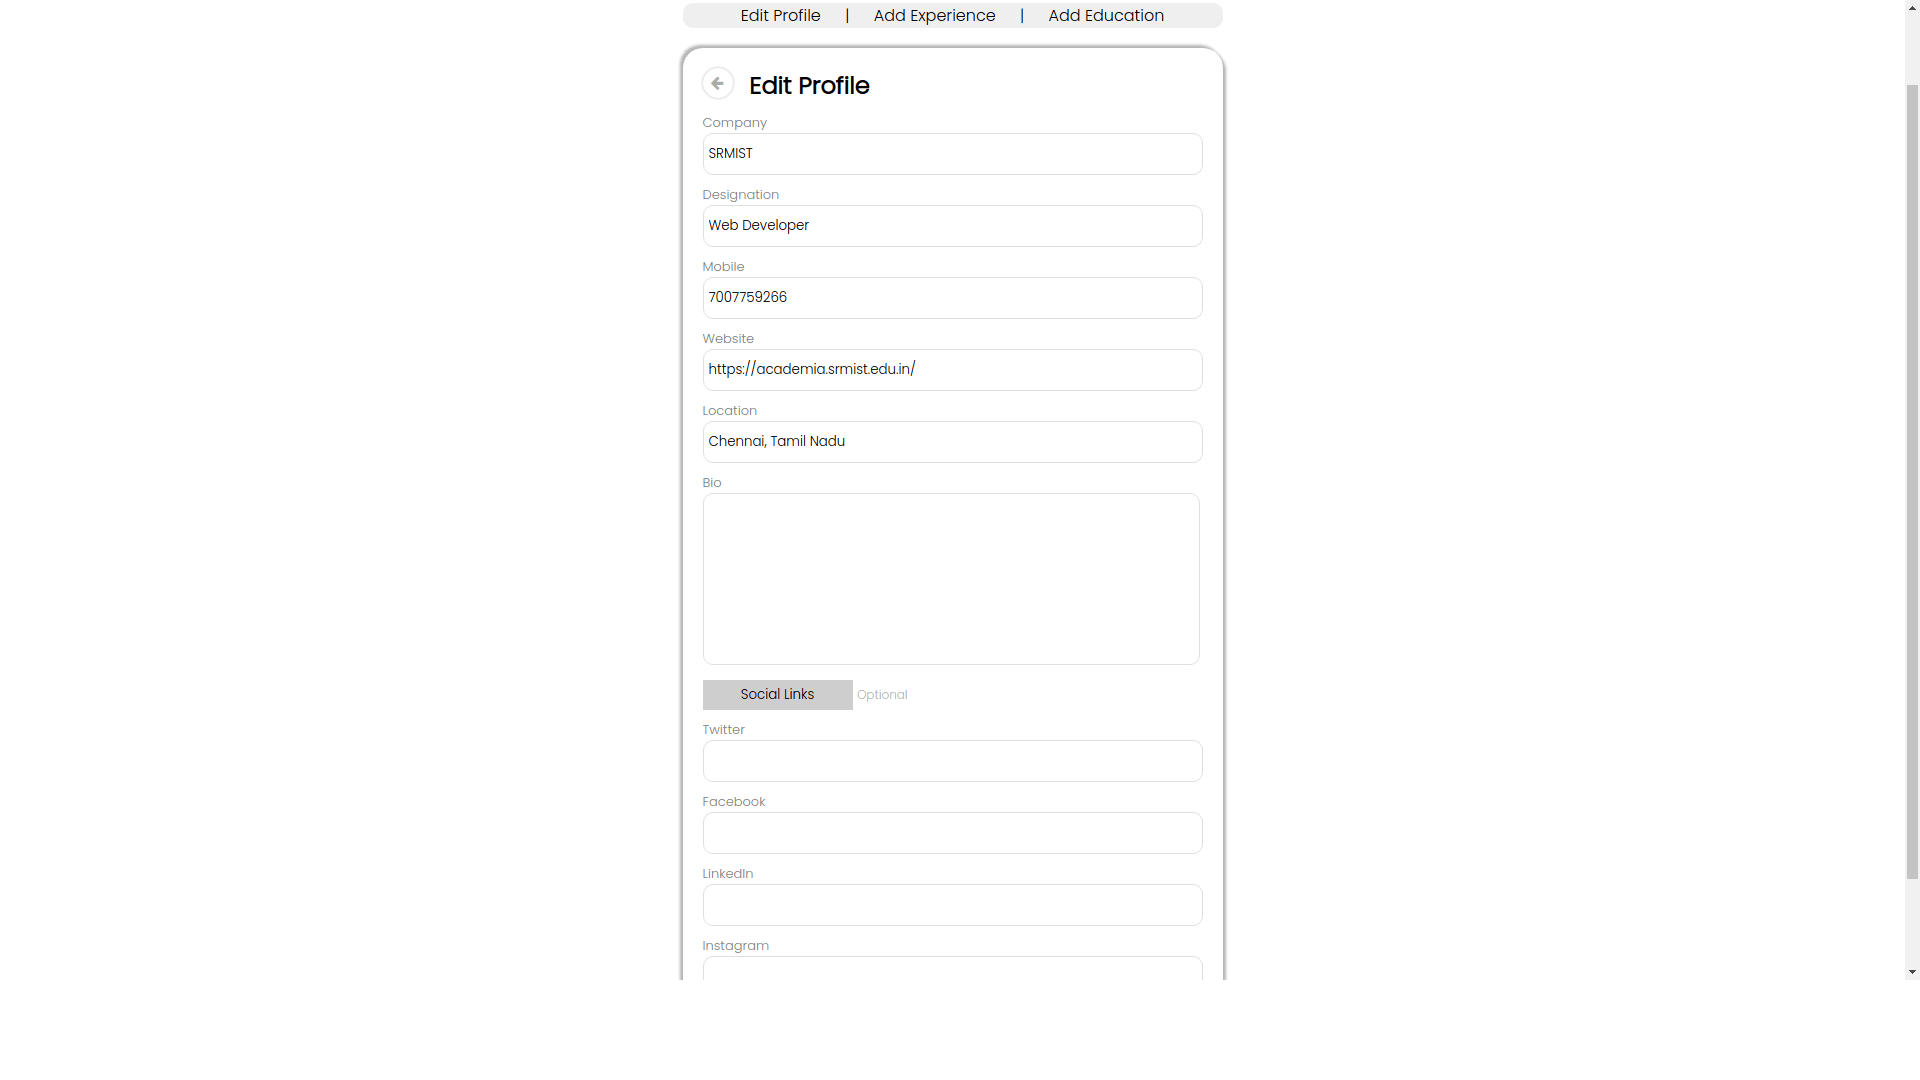 Edit Profile | Add Experience | Add Education
Edit Profile
Company
SRMIST
Designation
Web Developer
Mobile
7007759266
Website
https://academia.srmist.edu.in/
Location
Chennai, Tamil Nadu
Bio
Social Links Optional
Twitter
Facebook
LinkedIn
Instagram